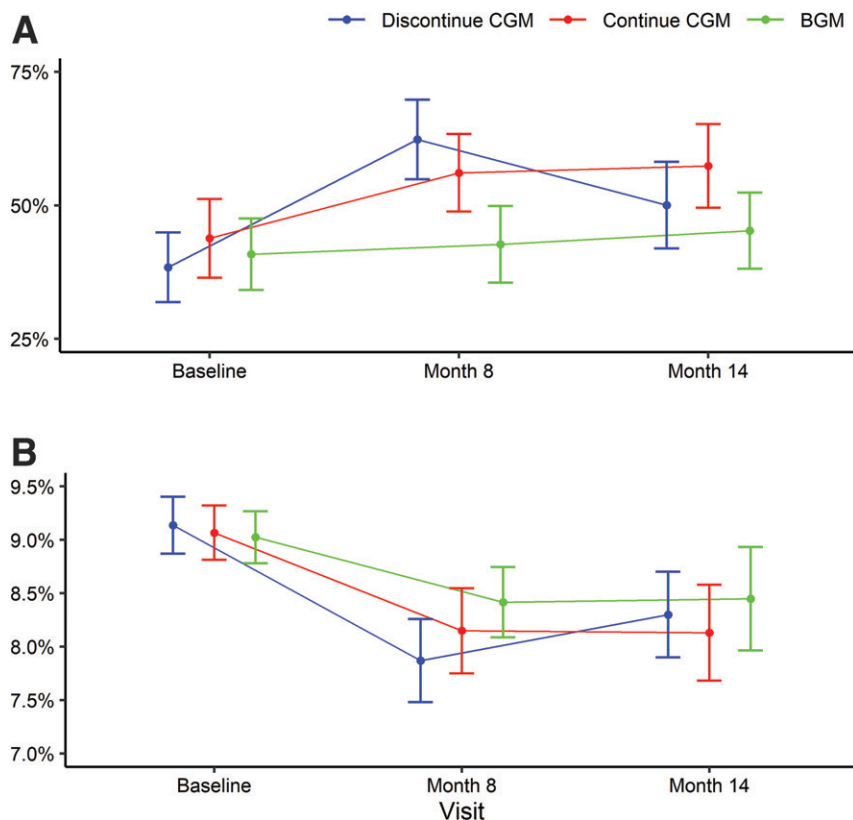 A
Discontinue CGM Continue CGM BGM
75%
50%
25%
Baseline Month 8 Month 14
B
9.5%
9.0%
8.5%
8.0%
7.5%
7.0%
Baseline Month 8 Month 14
Visit